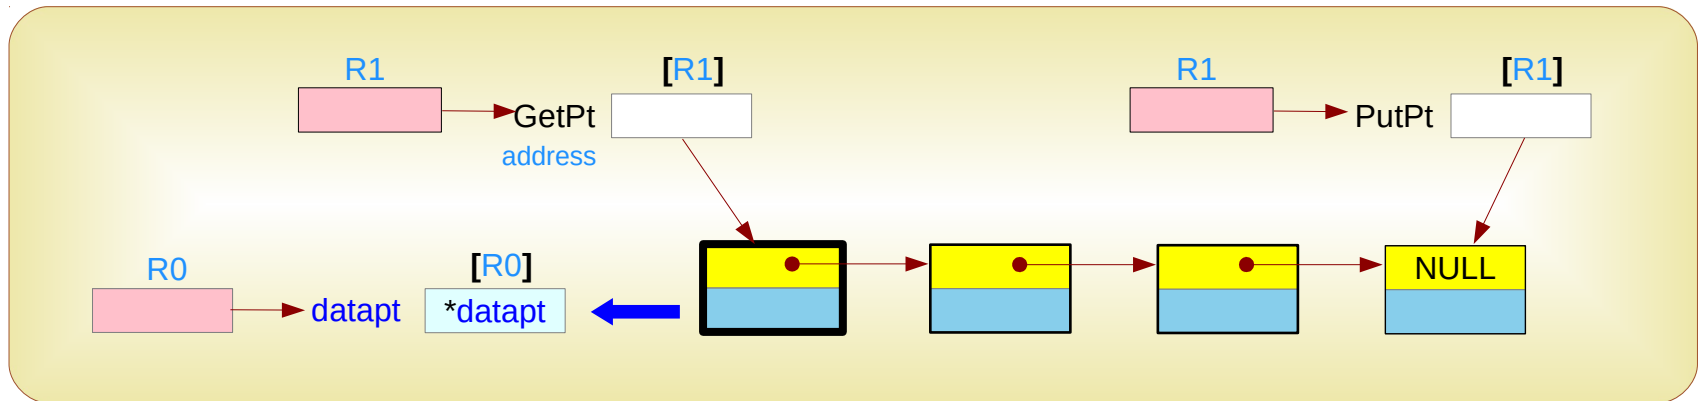 R1
[R1]
R1
[R1]
GetPt
PutPt
address
R0
[R0]
NULL
datapt
*datapt